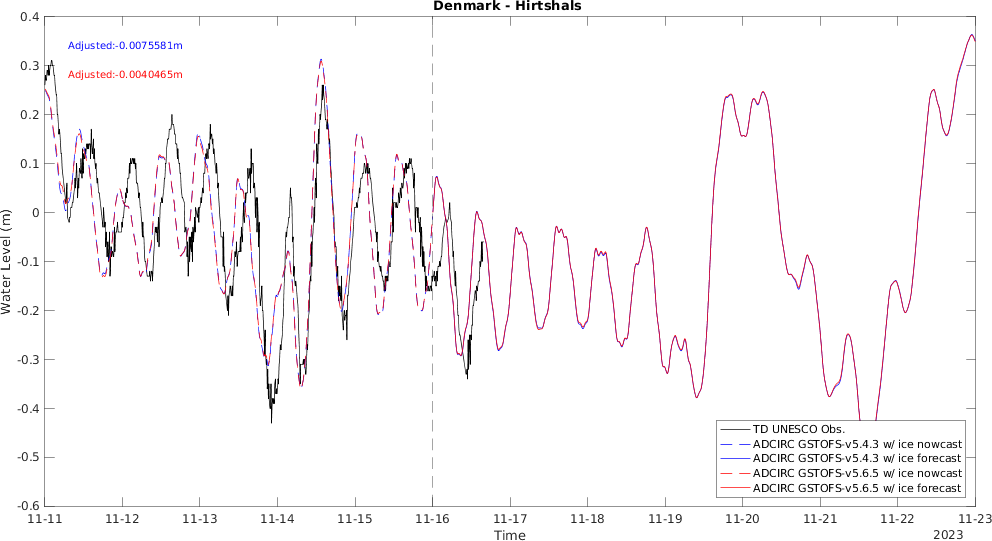 Denmark - Hirtshals
Adjusted:-0.0075581m
Adjusted:-0.0040465m
0.4
0.3
0.2
0.1
0
-0.1
-0.2
-0.3
-0.4
-0.5
-0.6
Water Level (m)
TD UNESCO Obs.
ADCIRC GSTOFS-v5.4.3 w/ ice nowcast
ADCIRC GSTOFS-v5.4.3 w/ ice forecast
ADCIRC GSTOFS-v5.6.5 w/ ice nowcast
ADCIRC GSTOFS-v5.6.5 w/ ice forecast
11-11 11-12 11-13 11-14 11-15 11-16 11-17 11-18 11-19 11-20 11-21 11-22 11-23
Time
2023